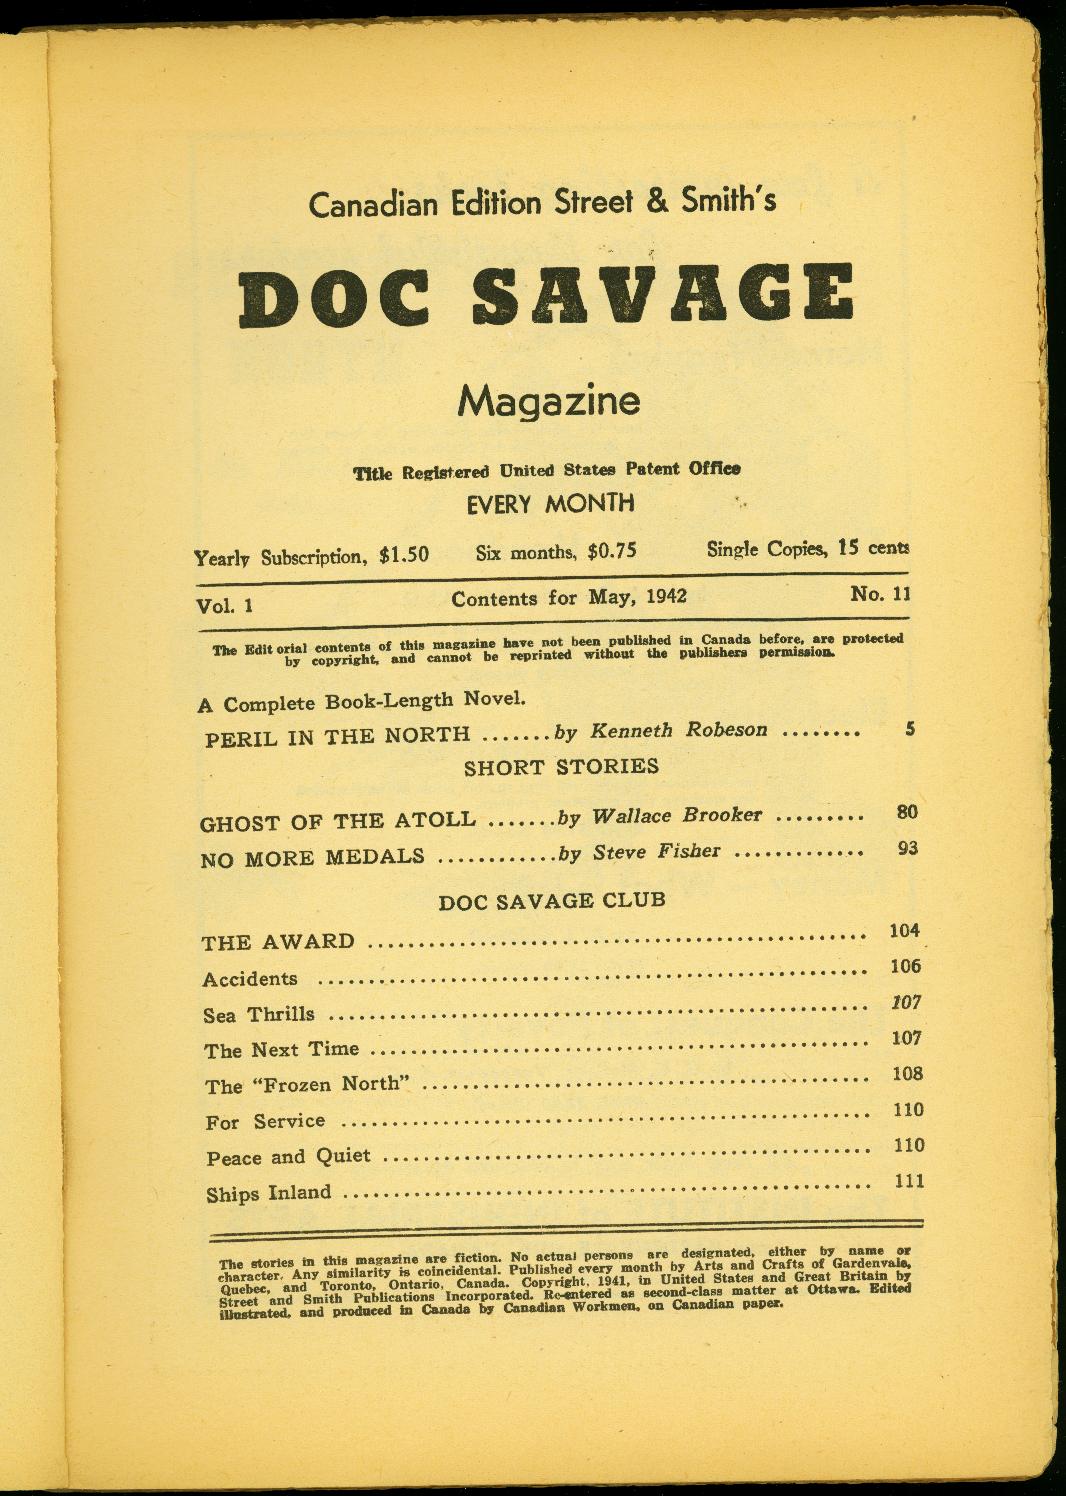 Canadian Edition Street & Smith's
DOC SAVAGE
Magazine
Title Registered United States Patent Office
EVERY MONTH
Yearly Subscription, $1.50 Six months, $0.75 Single Copies, 15 cents
Vol. 1 Contents for May, 1942 No. 11
The Edit orial contents of this magazine have not been published in Canada before, are protected
by copyright, and cannot be reprinted without the publishers permission.
A Complete Book-Length Novel.
PERIL IN THE NORTH .......by Kenneth Robeson ........ 5
SHORT STORIES
GHOST OF THE ATOLL .......by Wallace Brooker ......... 80
NO MORE MEDALS ............by Steve Fisher ............. 93
DOC SAVAGE CLUB
THE AWARD ................................................. 104
Accidents ...................................................... 106
Sea Thrills ..................................................... 107
The Next Time ................................................. 107
The "Frozen North" ............................................ 108
For Service .................................................... 110
Peace and Quiet ................................................ 110
Ships Inland .................................................... 111
The stories in this magazine are fiction. No actual persons are designated, either by name or
character. Any similarity is coincidental. Published every month by Arts and Crafts of Gardenvale,
Quebec, and Toronto, Ontario, Canada. Copyright, 1941, in United States and Great Britain by
Street and Smith Publications Incorporated. Re-entered as second-class matter at Ottawa. Edited
illustrated, and produced in Canada by Canadian Workmen, on Canadian paper.